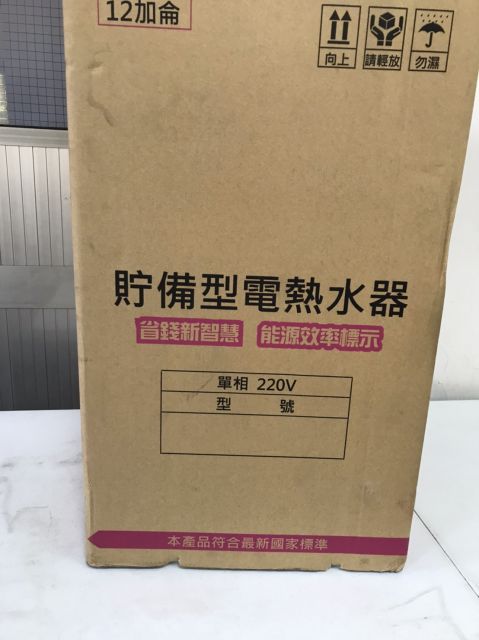 12加侖
向上 請輕放 勿濕
貯備型電熱水器
省錢新智慧 能源效率標示
單相 220V
型 號
本產品符合最新國家標準